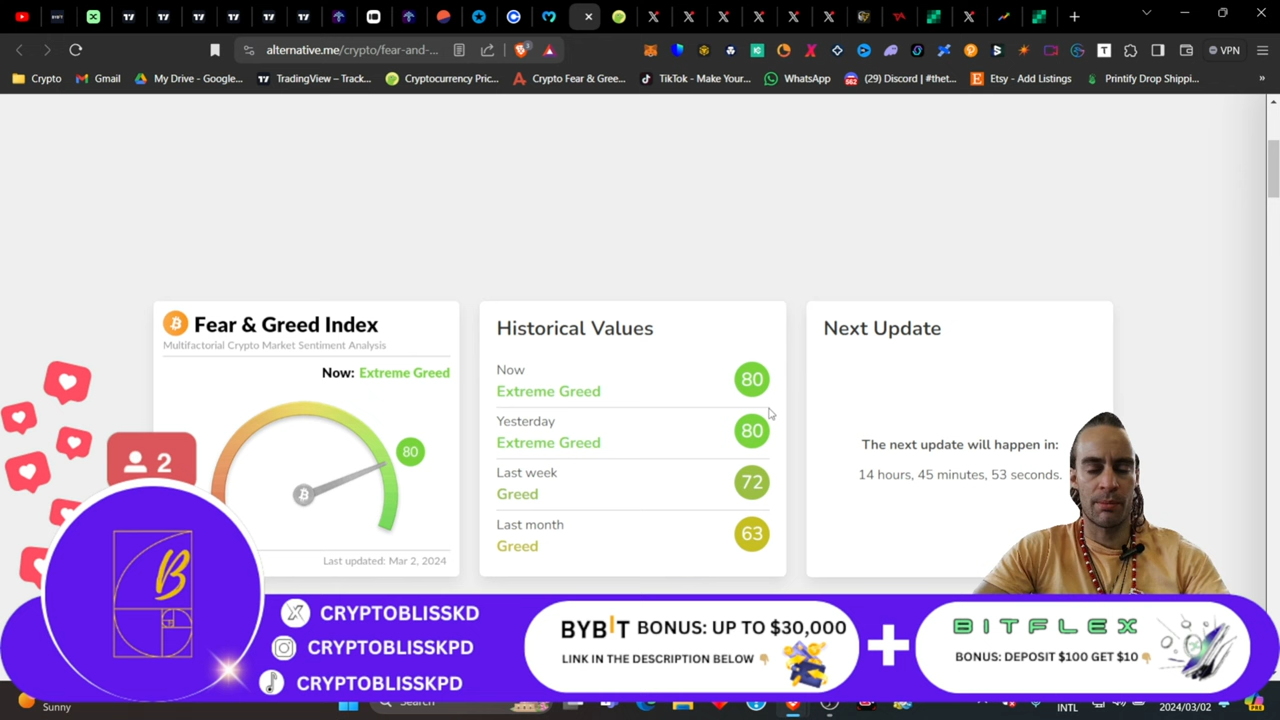 alternative.me/crypto/fear-and-...
VPN
Crypto
Gmail
My Drive - Google...
TradingView – Track...
Cryptocurrency Pric...
Crypto Fear & Gree...
TikTok - Make Your...
WhatsApp
(29) Discord | #thet...
Etsy - Add Listings
Printify Drop Shippi...
Fear & Greed Index
Multifactorial Crypto Market Sentiment Analysis
Now: Extreme Greed
80
Last updated: Mar 2, 2024
Historical Values
Now
Extreme Greed
80
Yesterday
Extreme Greed
80
Last week
Greed
72
Last month
Greed
63
Next Update
The next update will happen in:
14 hours, 45 minutes, 53 seconds.
2
B
CRYPTOBLISSKD
CRYPTOBLISSKPD
CRYPTOBLISSKPD
BYBIT BONUS: UP TO $30,000
LINK IN THE DESCRIPTION BELOW
BITFLEX
BONUS: DEPOSIT $100 GET $10
Sunny
Search
INTL
2024/03/02